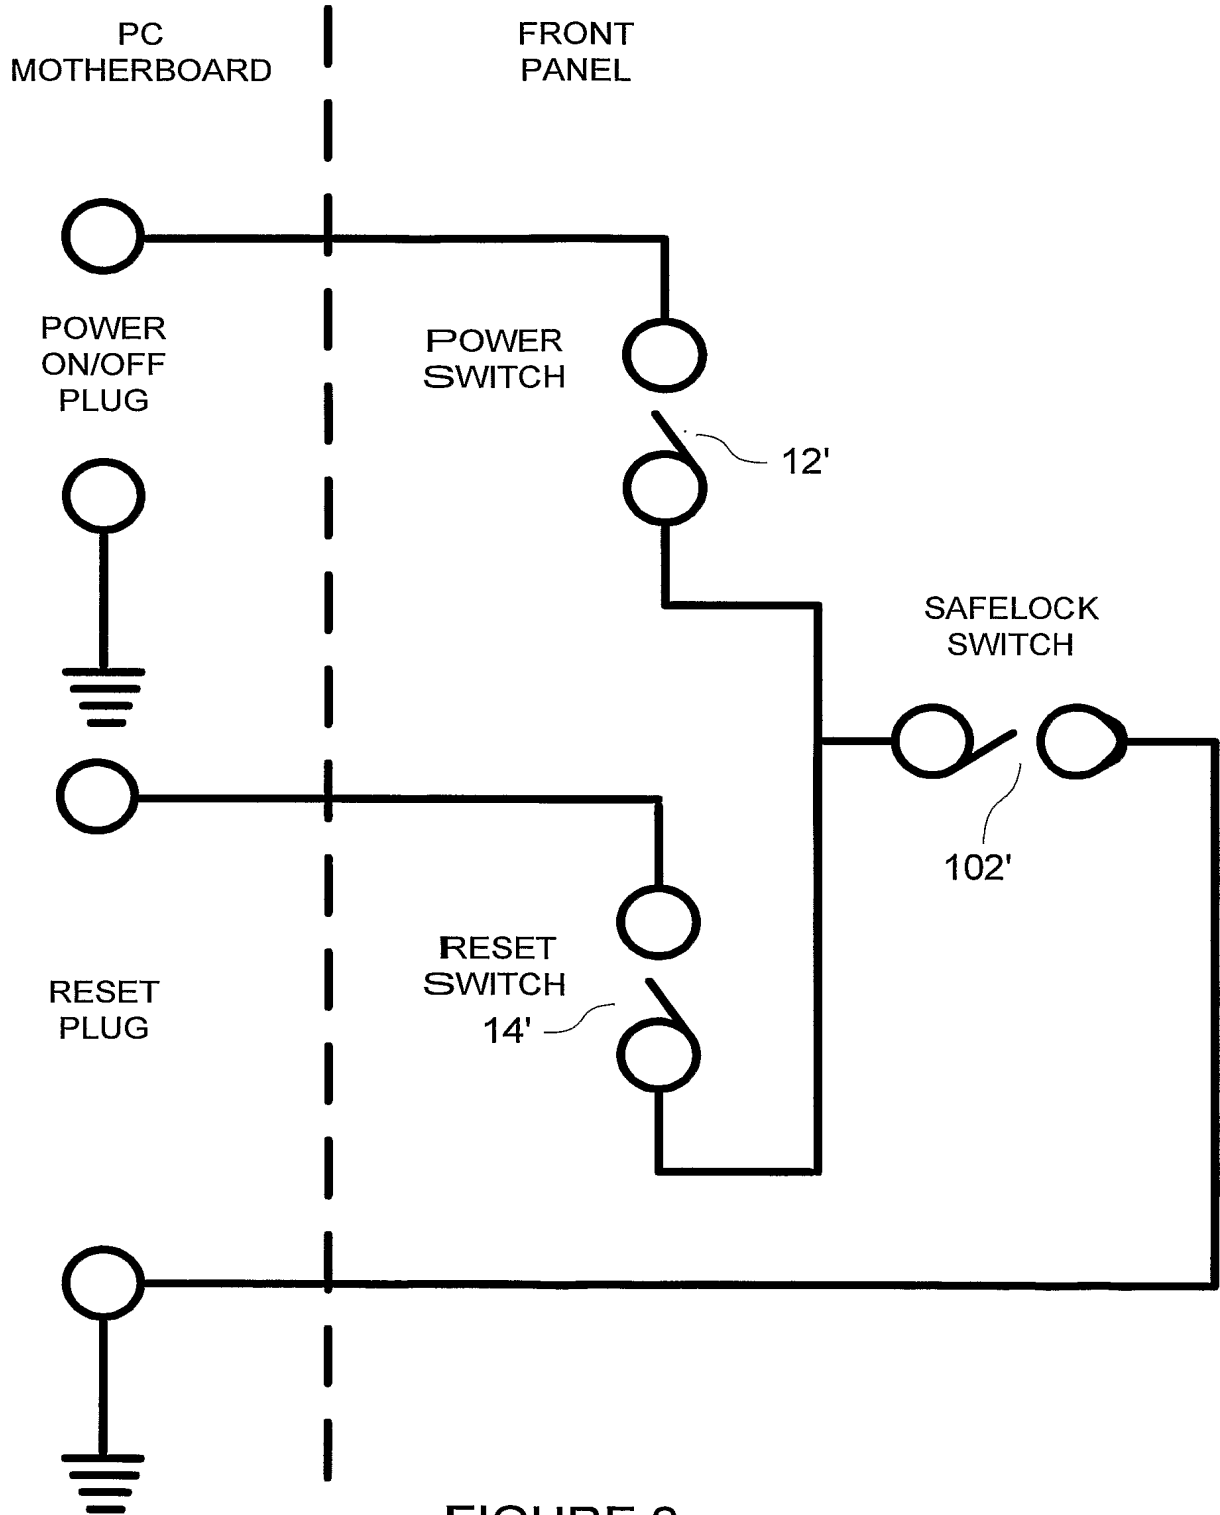 PC
MOTHERBOARD
FRONT
PANEL
POWER
ON/OFF
PLUG
POWER
SWITCH
12'
SAFELOCK
SWITCH
102'
RESET
SWITCH
14'
RESET
PLUG
FIGURE